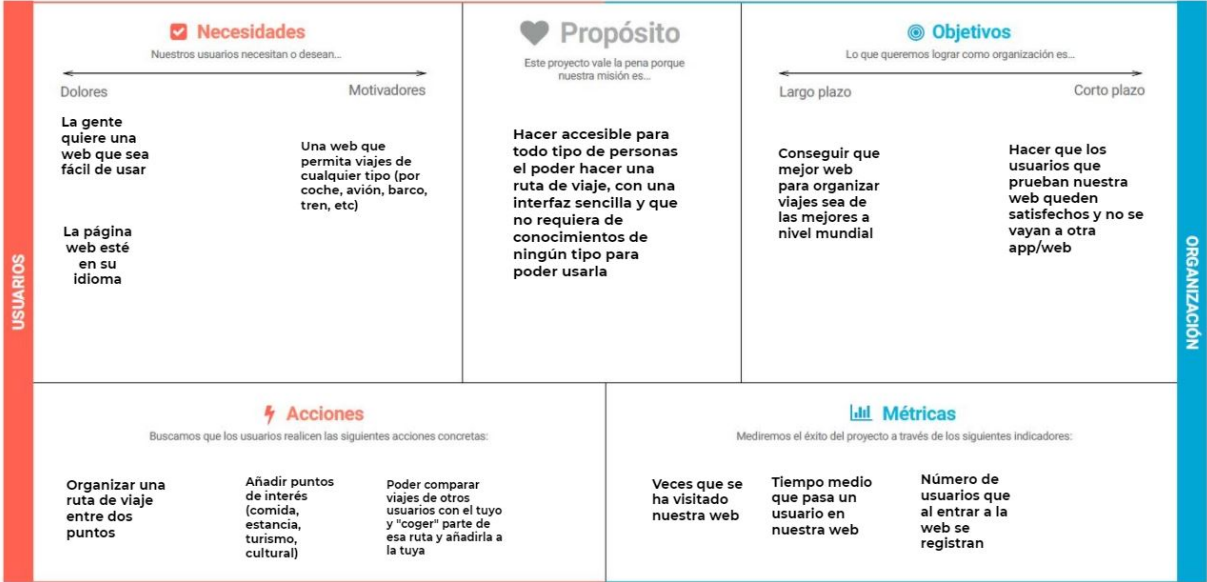 USUARIOS
Necesidades
Nuestros usuarios necesitan o desean...
Dolores
Motivadores
La gente
quiere una
web que sea
fácil de usar
La página
web esté
en su
idioma
Una web que
permita viajes de
cualquier tipo (por
coche, avión, barco,
tren, etc)
Propósito
Este proyecto vale la pena porque
nuestra misión es...
Hacer accesible para
todo tipo de personas
el poder hacer una
ruta de viaje, con una
interfaz sencilla y que
no requiera de
conocimientos de
ningún tipo para
poder usarla
Objetivos
Lo que queremos lograr como organización es...
Largo plazo
Corto plazo
Conseguir que
mejor web
para organizar
viajes sea de
las mejores a
nivel mundial
Hacer que los
usuarios que
prueban nuestra
web queden
satisfechos y no se
vayan a otra
app/web
ORGANIZACIÓN
Acciones
Buscamos que los usuarios realicen las siguientes acciones concretas:
Organizar una
ruta de viaje
entre dos
puntos
Añadir puntos
de interés
(comida,
estancia,
turismo,
cultural)
Poder comparar
viajes de otros
usuarios con el tuyo
y "coger" parte de
esa ruta y añadirla a
la tuya
Métricas
Mediremos el éxito del proyecto a través de los siguientes indicadores:
Veces que se
ha visitado
nuestra web
Tiempo medio
que pasa un
usuario en
nuestra web
Número de
usuarios que
al entrar a la
web se
registran